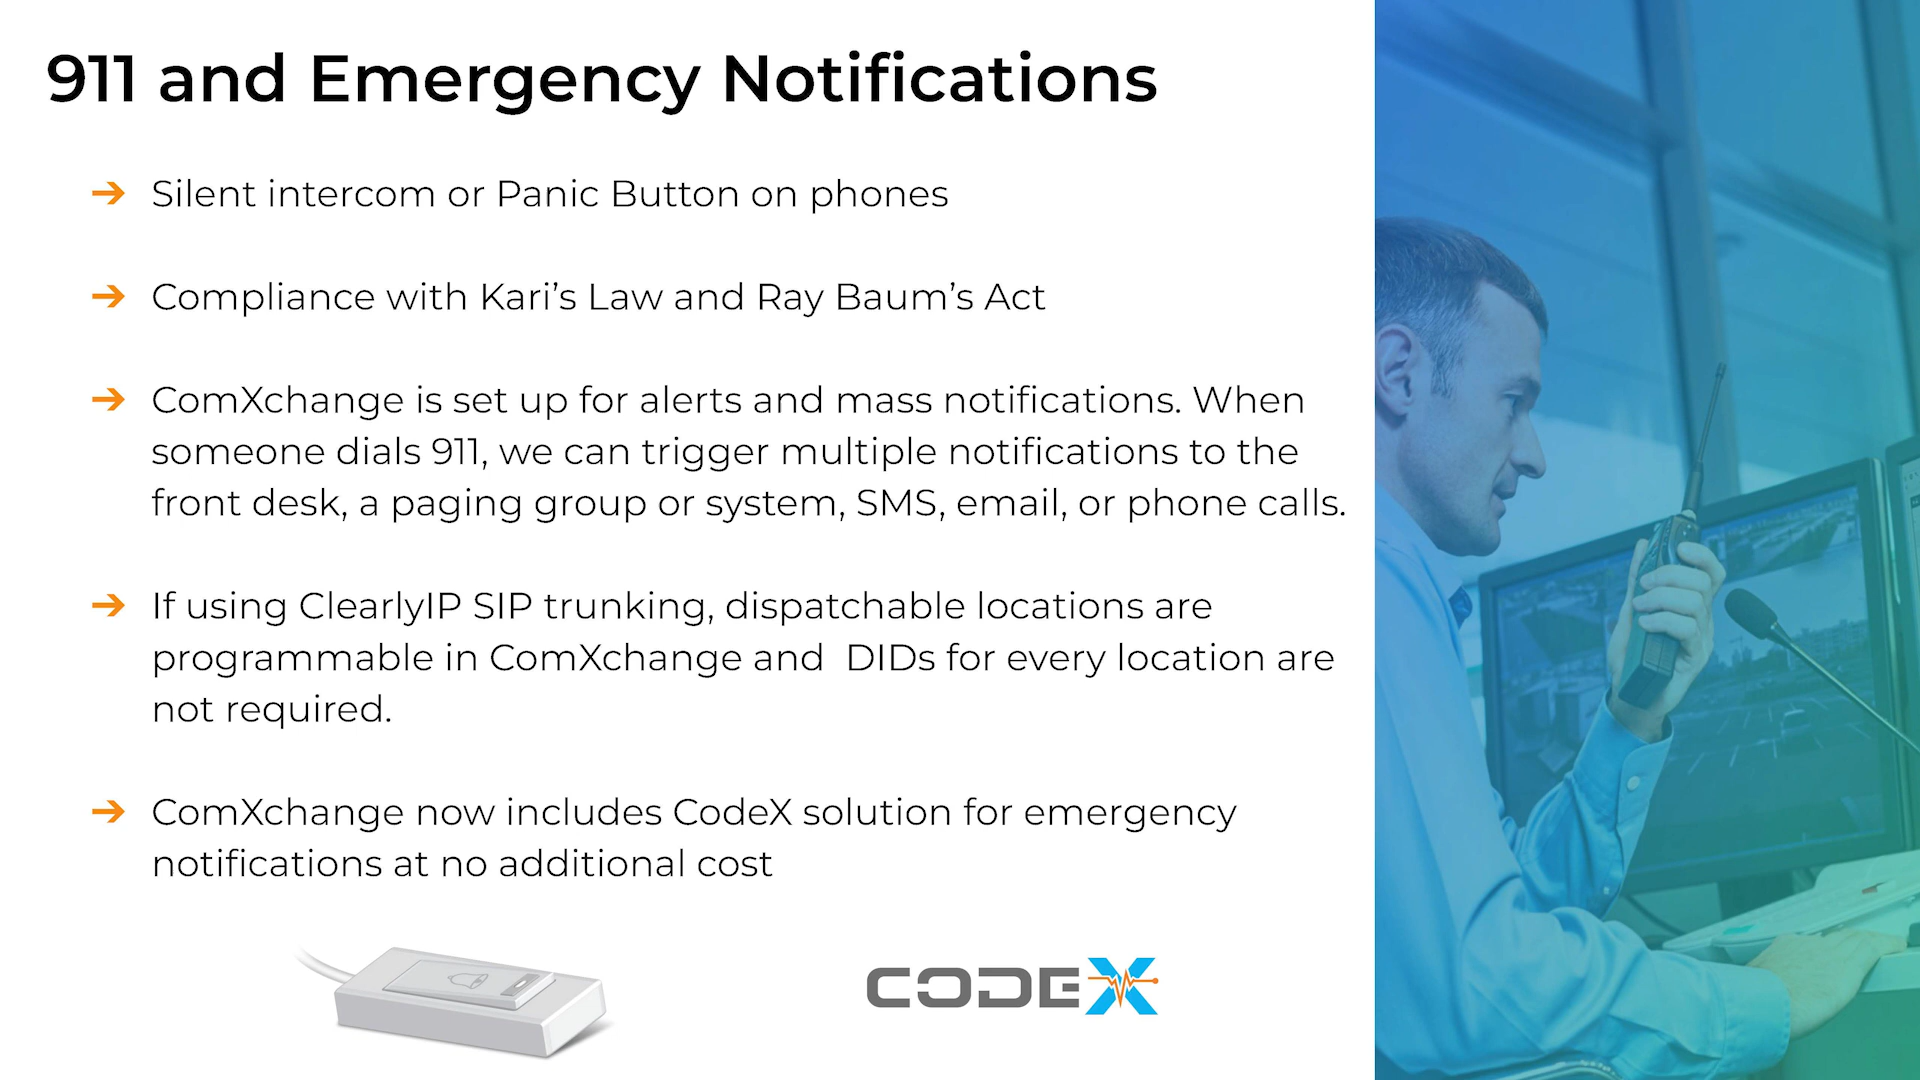 911 and Emergency Notifications
➔ Silent intercom or Panic Button on phones
➔ Compliance with Kari’s Law and Ray Baum’s Act
➔ ComXchange is set up for alerts and mass notifications. When
someone dials 911, we can trigger multiple notifications to the
front desk, a paging group or system, SMS, email, or phone calls.
➔ If using ClearlyIP SIP trunking, dispatchable locations are
programmable in ComXchange and  DIDs for every location are
not required.
➔ ComXchange now includes CodeX solution for emergency
notifications at no additional cost
CODEX